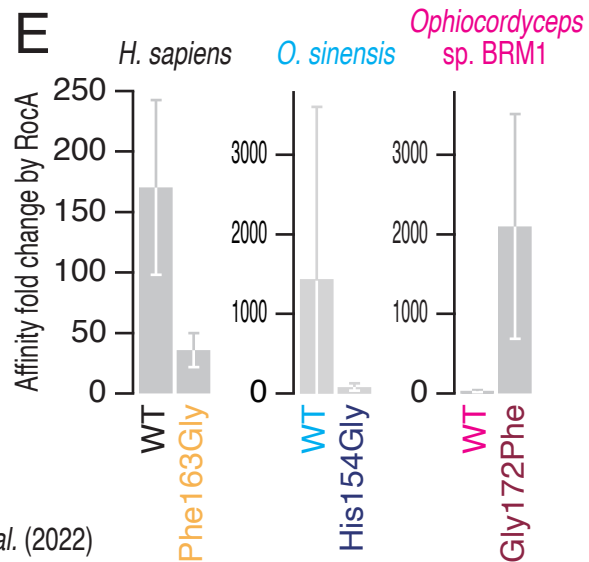 E
H. sapiens
O. sinensis
Ophiocordyceps
sp. BRM1
Affinity fold change by RocA
250
200
150
100
50
0
3000
2000
1000
0
3000
2000
1000
0
WT
Phe163Gly
WT
His154Gly
WT
Gly172Phe
al. (2022)